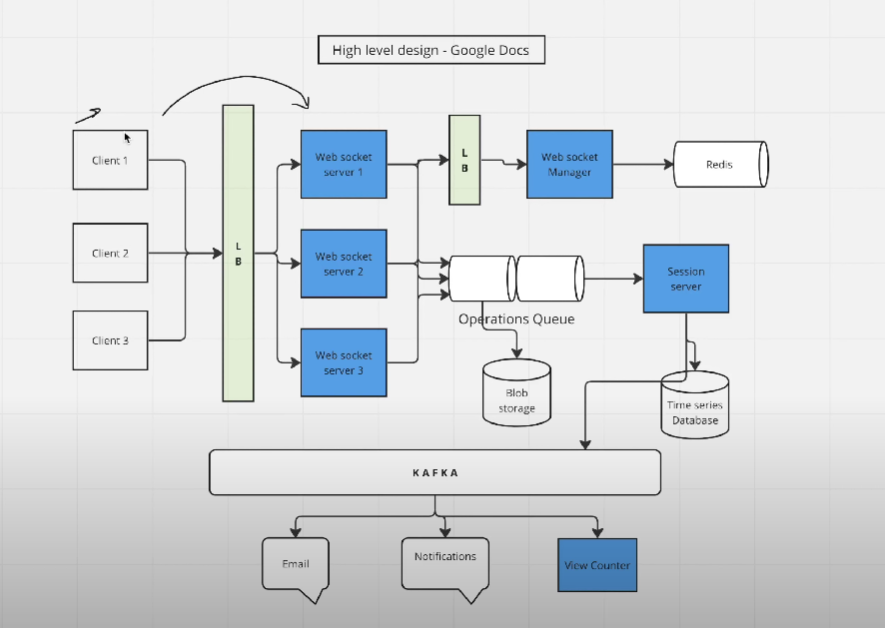 High level design - Google Docs
Client 1
Client 2
Client 3
L
B
Web socket
server 1
Web socket
server 2
Web socket
server 3
L
B
Web socket
Manager
Redis
Operations Queue
Session
server
Blob
storage
Time series
Database
KAFKA
Email
Notifications
View Counter